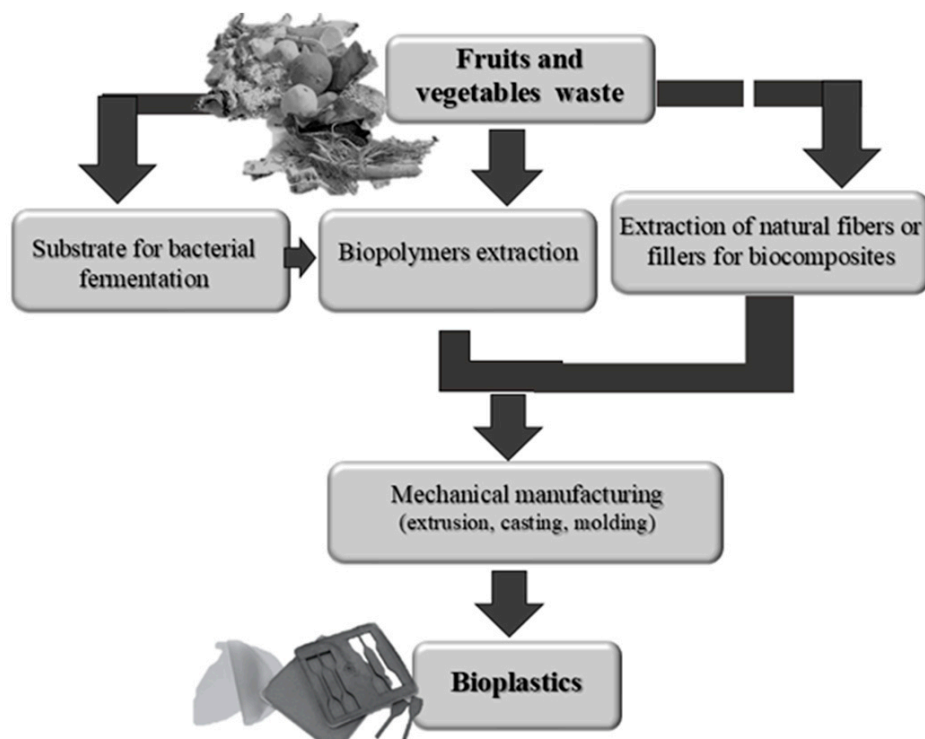 Fruits and
vegetables waste
Substrate for bacterial
fermentation
Biopolymers extraction
Extraction of natural fibers or
fillers for biocomposites
Mechanical manufacturing
(extrusion, casting, molding)
Bioplastics